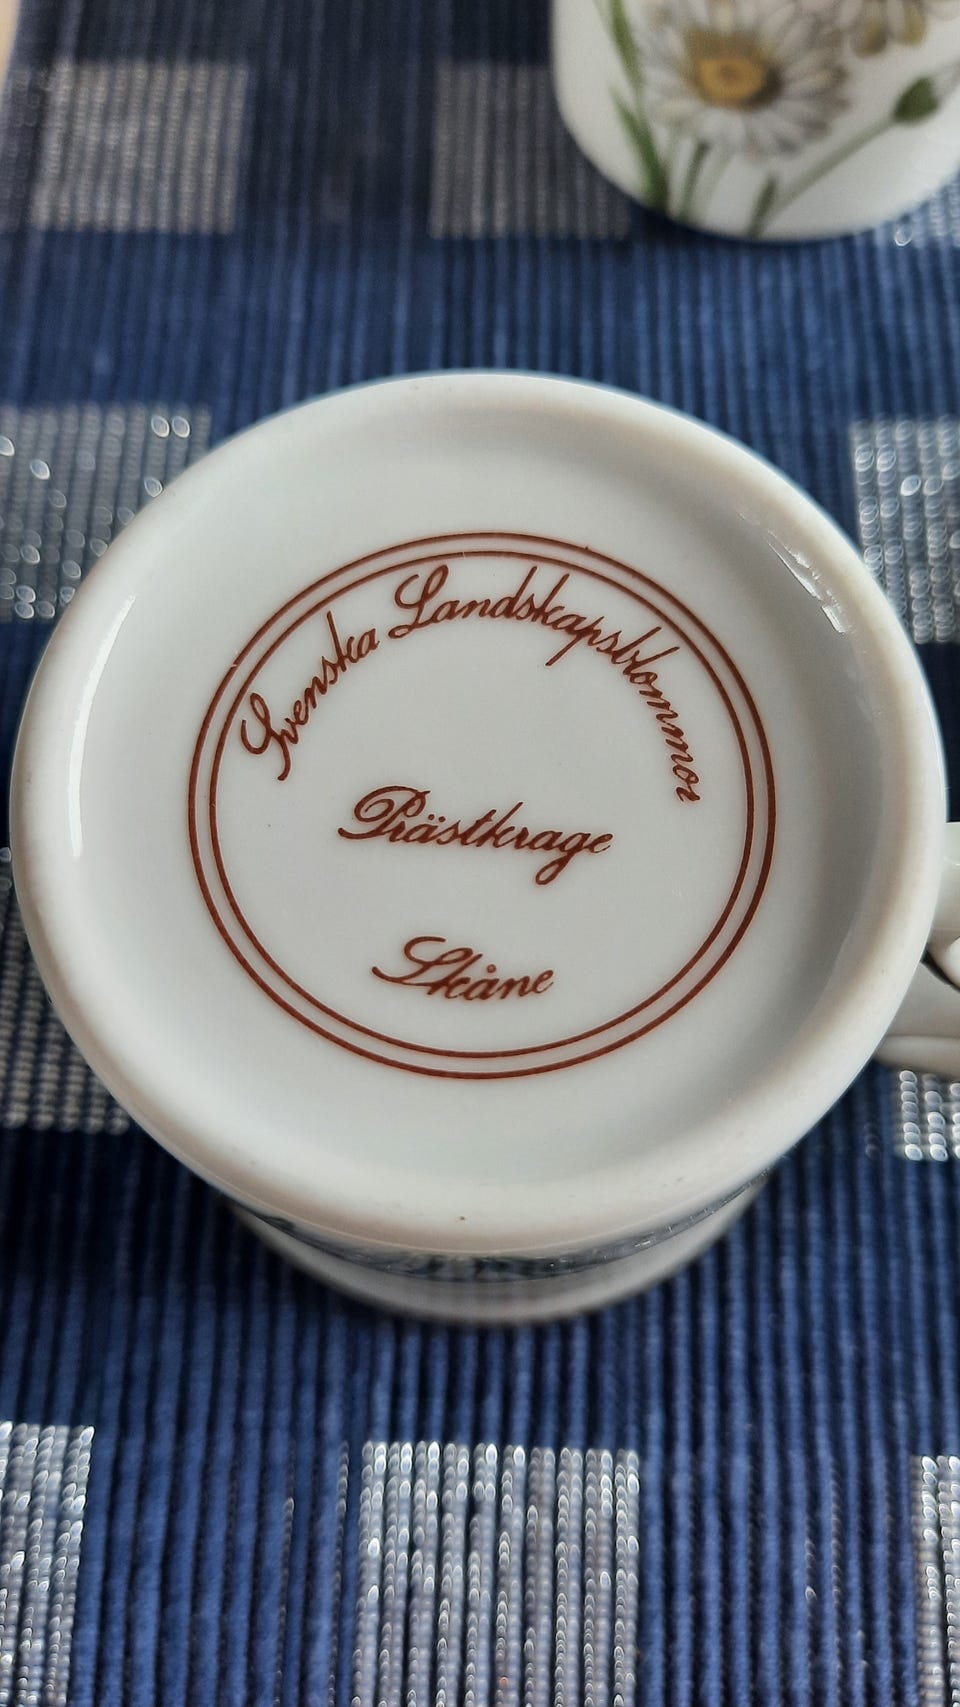 Svenska Landskapsblommor
Prästkrage
Skåne